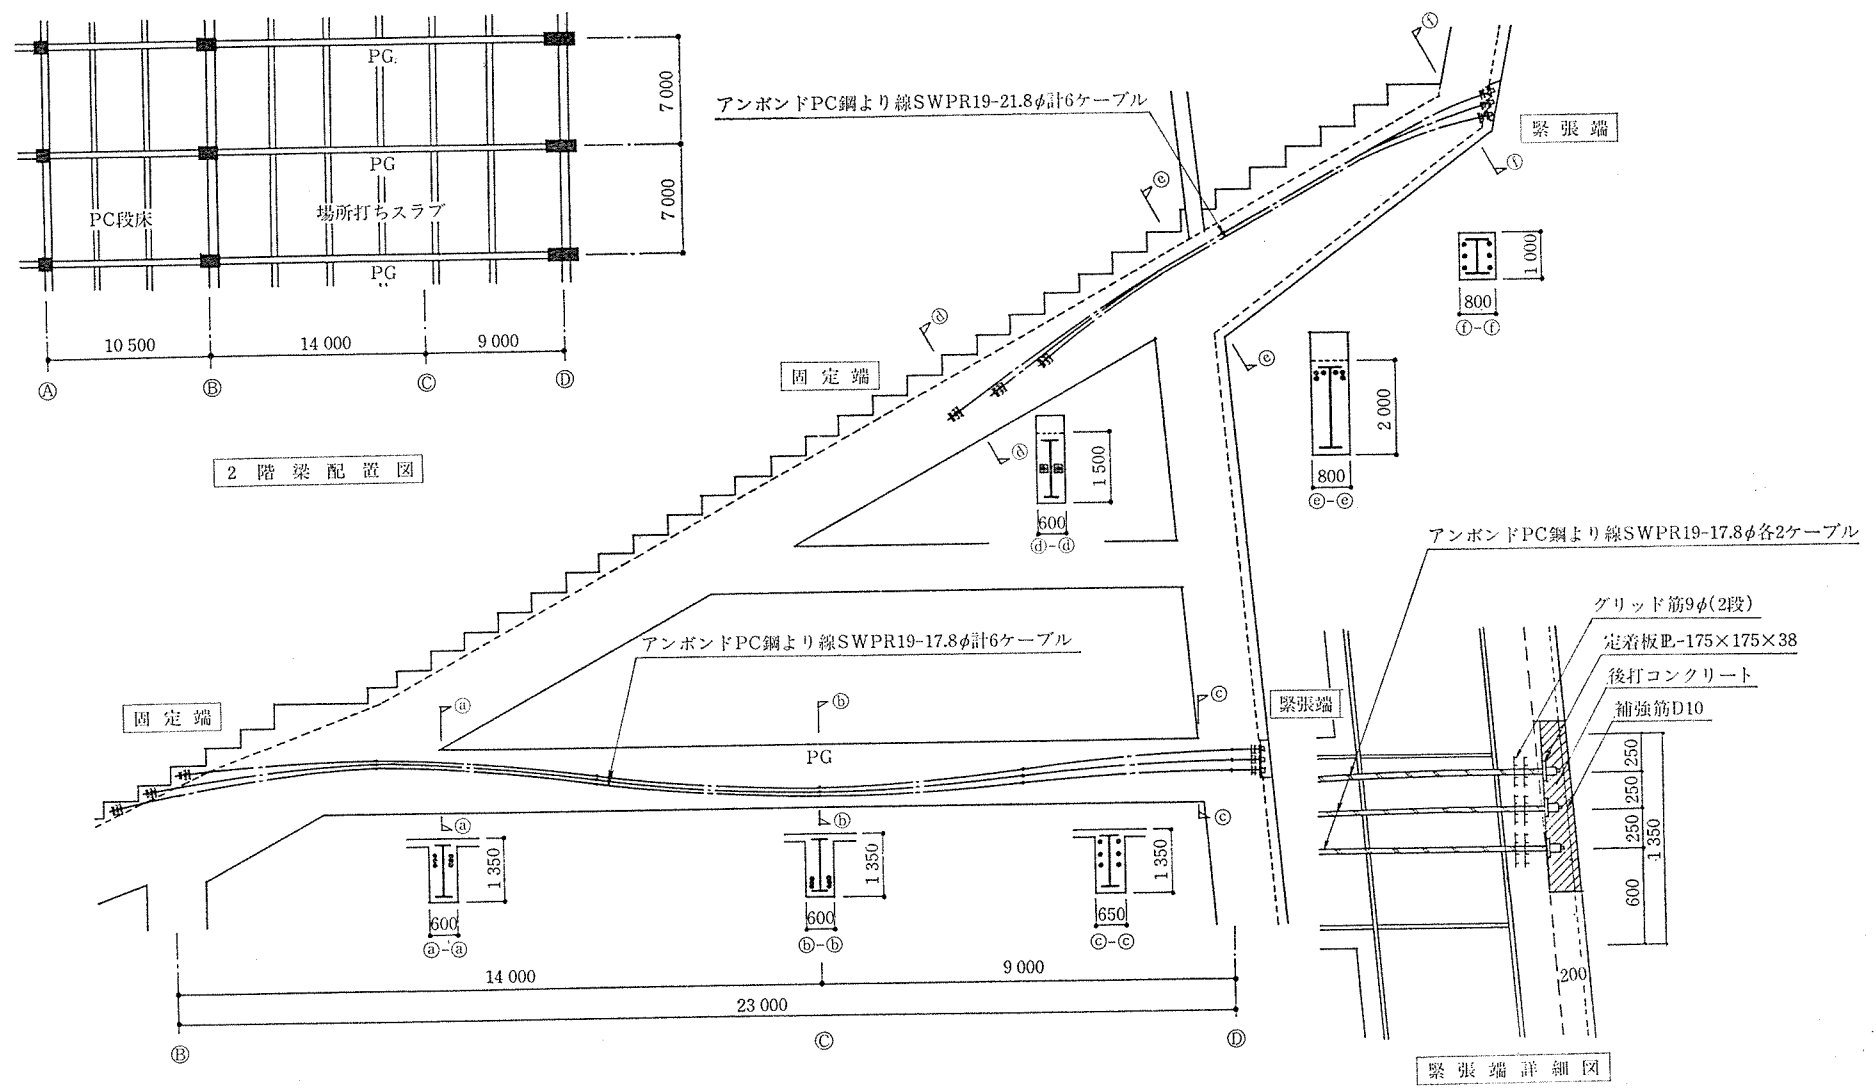 PG
7 000
PG
7 000
PC段床
場所打ちスラブ
PG
10 500
14 000
9 000
Ⓐ
Ⓑ
Ⓒ
Ⓓ
2階梁配置図
アンボンドPC鋼より線SWPR19-21.8φ計6ケーブル
ⓕ
緊張端
ⓕ
ⓔ
1 000
800
ⓕ-ⓕ
ⓓ
固定端
ⓔ
2 000
800
ⓔ-ⓔ
ⓓ
1 500
600
ⓓ-ⓓ
アンボンドPC鋼より線SWPR19-17.8φ各2ケーブル
グリッド筋9φ(2段)
定着板PL-175×175×38
後打コンクリート
補強筋D10
アンボンドPC鋼より線SWPR19-17.8φ計6ケーブル
固定端
ⓐ
ⓑ
ⓒ
緊張端
PG
250
250
250
600
1 350
200
ⓐ
ⓑ
ⓒ
1 350
600
ⓐ-ⓐ
1 350
600
ⓑ-ⓑ
1 350
650
ⓒ-ⓒ
14 000
9 000
23 000
Ⓑ
Ⓒ
Ⓓ
緊張端詳細図